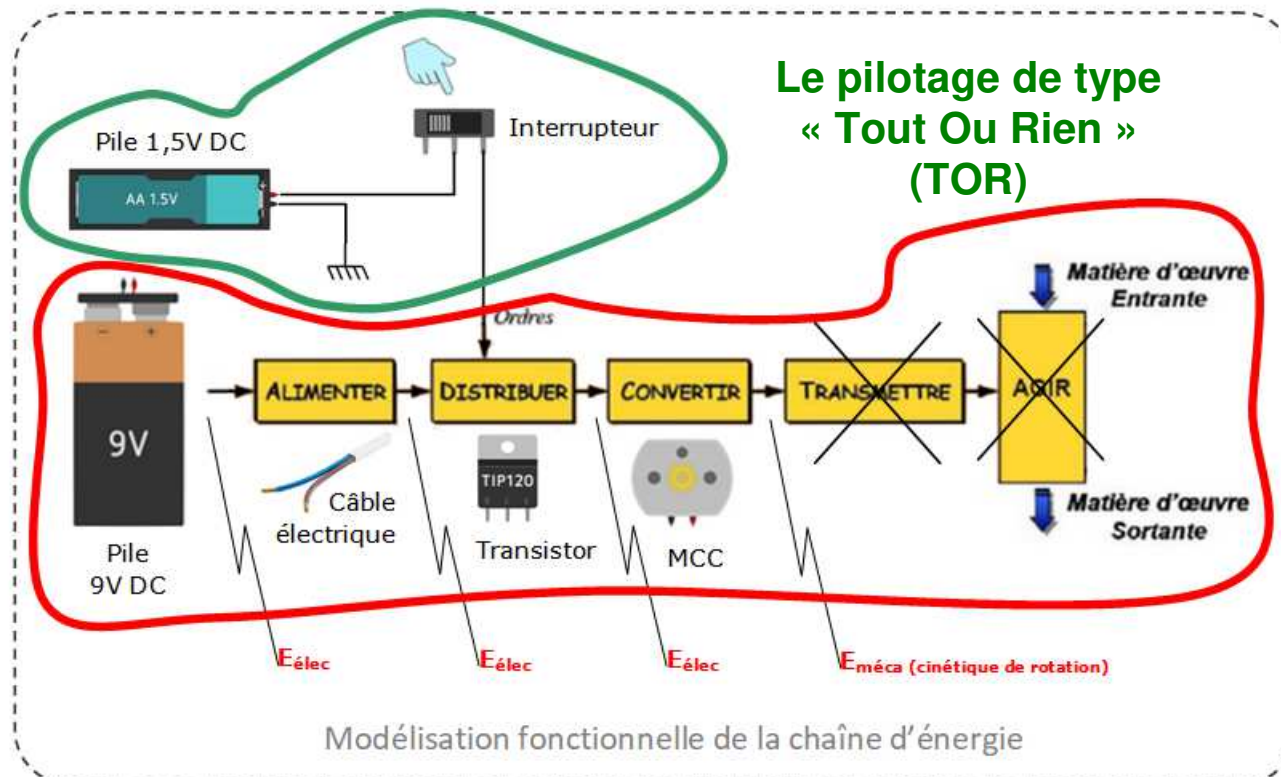 Le pilotage de type
« Tout Ou Rien »
(TOR)
Pile 1,5V DC
Interrupteur
AA 1.5V
+
Matière d'œuvre
Entrante
Ordres
– +
ALIMENTER
DISTRIBUER
CONVERTIR
TRANSMETTRE
AGIR
9V
TIP120
Câble
électrique
Transistor
MCC
Matière d'œuvre
Sortante
Pile
9V DC
Eélec
Eélec
Eélec
Eméca (cinétique de rotation)
Modélisation fonctionnelle de la chaîne d'énergie